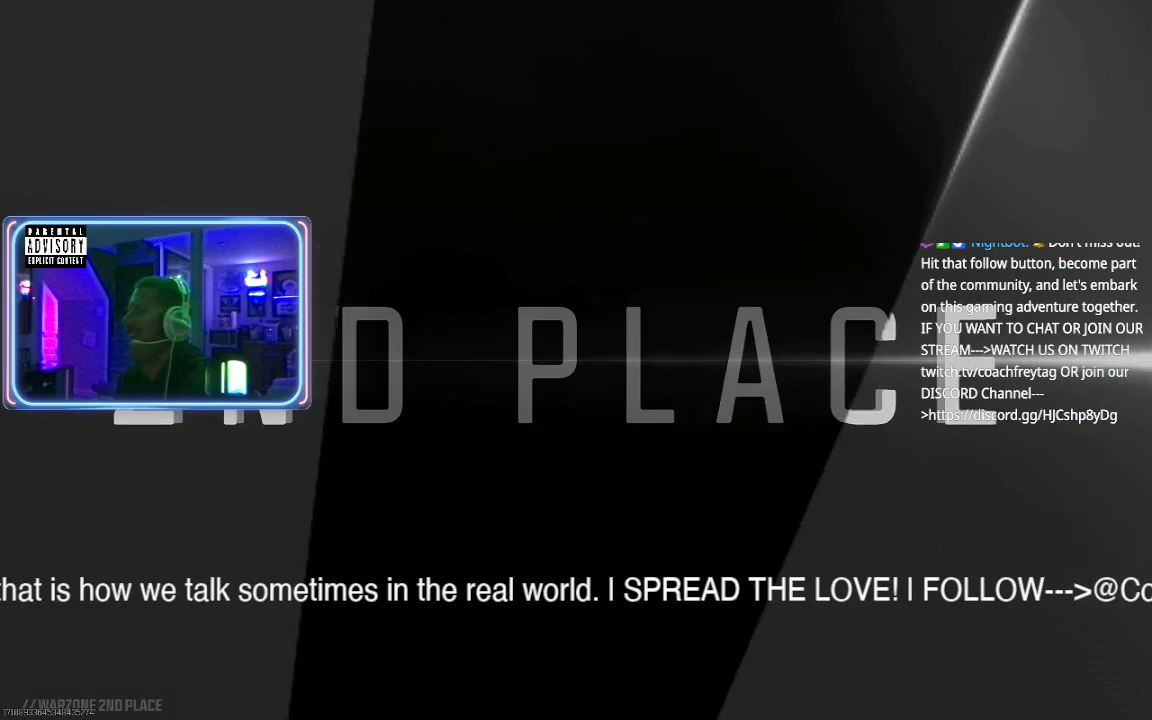 PARENTAL
ADVISORY
EXPLICIT CONTENT
Nightbot: Don't miss out!
Hit that follow button, become part
of the community, and let's embark
on this gaming adventure together.
IF YOU WANT TO CHAT OR JOIN OUR
STREAM--->WATCH US ON TWITCH
twitch.tv/coachfreytag OR join our
DISCORD Channel---
>https://discord.gg/HJCshp8yDg
2ND PLACE
that is how we talk sometimes in the real world. | SPREAD THE LOVE! | FOLLOW--->@Co
// WARZONE 2ND PLACE